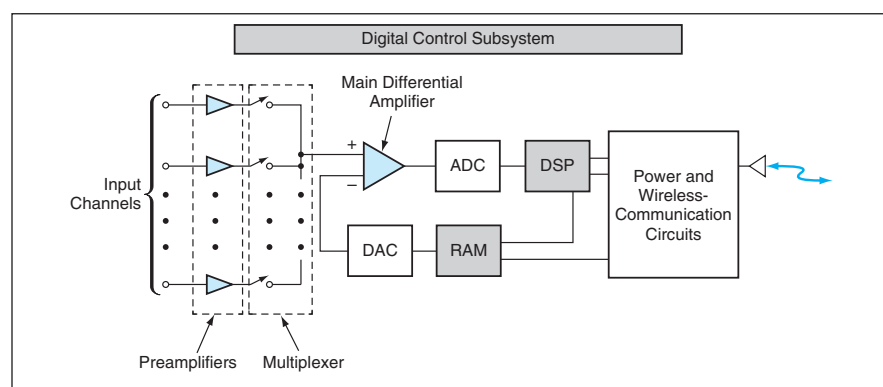 Digital Control Subsystem
Main Differential
Amplifier
Input
Channels
+
−
ADC
DSP
DAC
RAM
Power and
Wireless-
Communication
Circuits
Preamplifiers
Multiplexer